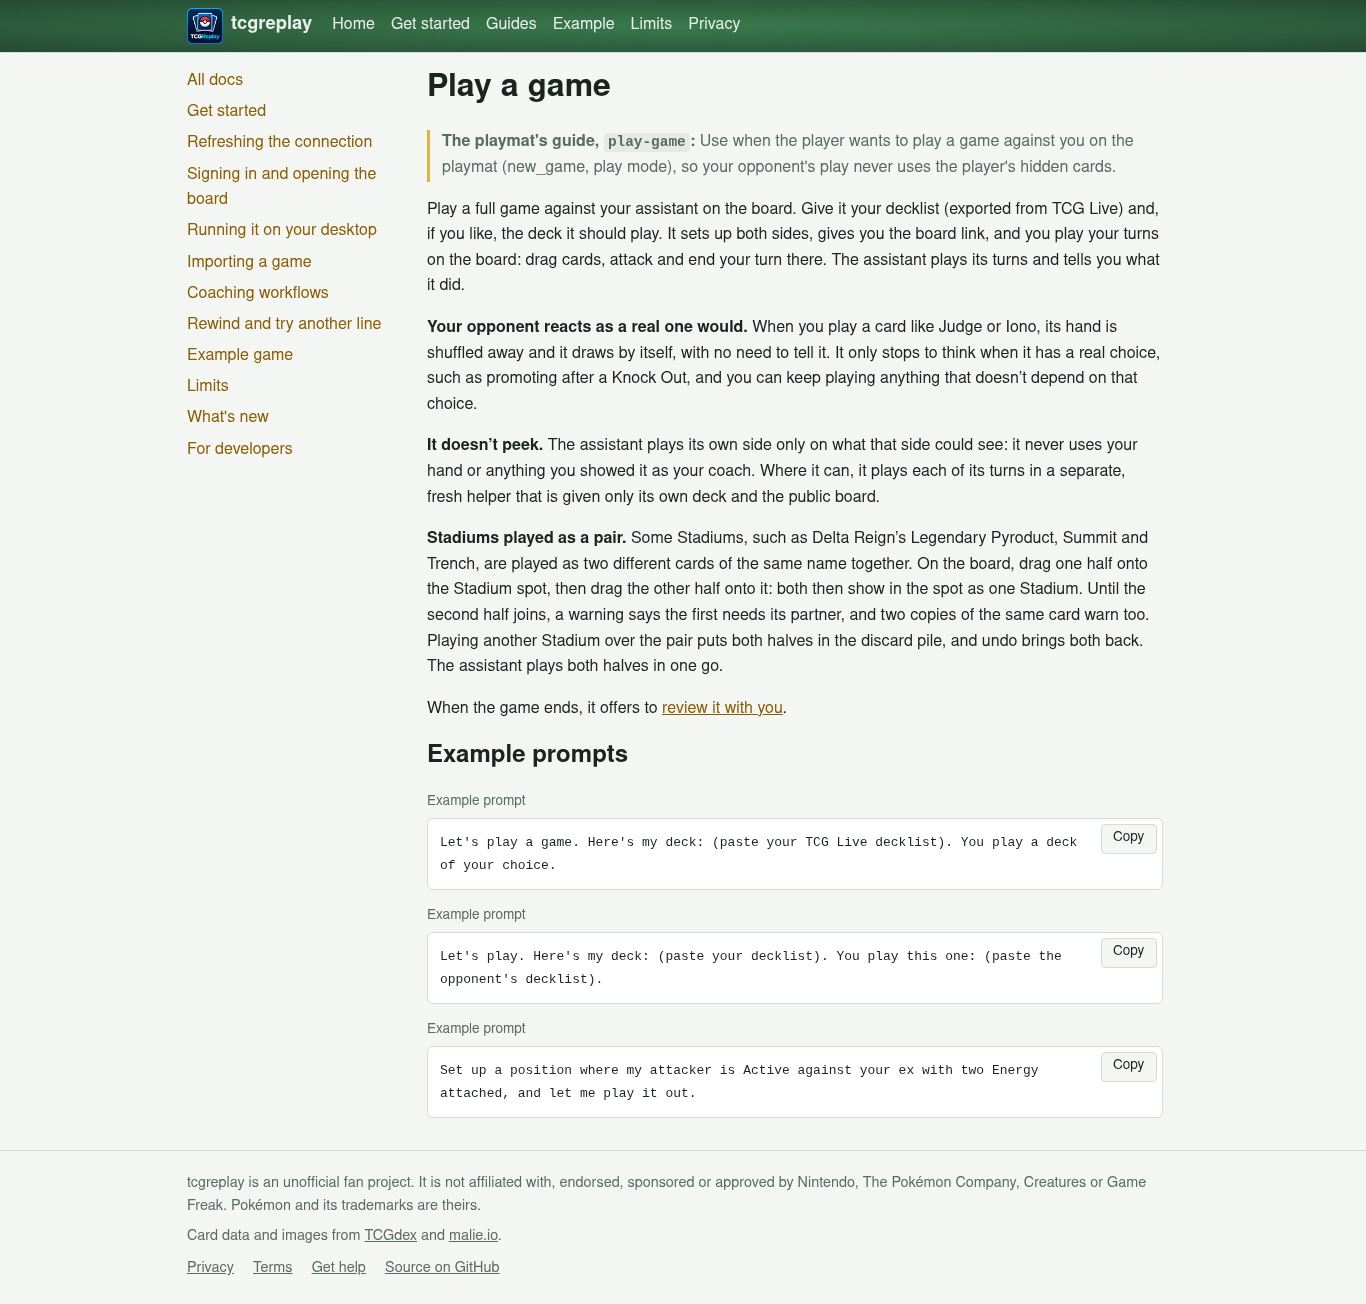 TCGReplay
tcgreplay
Home
Get started
Guides
Example
Limits
Privacy
All docs
Get started
Refreshing the connection
Signing in and opening the
board
Running it on your desktop
Importing a game
Coaching workflows
Rewind and try another line
Example game
Limits
What's new
For developers
Play a game
The playmat's guide, play-game: Use when the player wants to play a game against you on the
playmat (new_game, play mode), so your opponent's play never uses the player's hidden cards.
Play a full game against your assistant on the board. Give it your decklist (exported from TCG Live) and,
if you like, the deck it should play. It sets up both sides, gives you the board link, and you play your turns
on the board: drag cards, attack and end your turn there. The assistant plays its turns and tells you what
it did.
Your opponent reacts as a real one would. When you play a card like Judge or Iono, its hand is
shuffled away and it draws by itself, with no need to tell it. It only stops to think when it has a real choice,
such as promoting after a Knock Out, and you can keep playing anything that doesn’t depend on that
choice.
It doesn’t peek. The assistant plays its own side only on what that side could see: it never uses your
hand or anything you showed it as your coach. Where it can, it plays each of its turns in a separate,
fresh helper that is given only its own deck and the public board.
Stadiums played as a pair. Some Stadiums, such as Delta Reign’s Legendary Pyroduct, Summit and
Trench, are played as two different cards of the same name together. On the board, drag one half onto
the Stadium spot, then drag the other half onto it: both then show in the spot as one Stadium. Until the
second half joins, a warning says the first needs its partner, and two copies of the same card warn too.
Playing another Stadium over the pair puts both halves in the discard pile, and undo brings both back.
The assistant plays both halves in one go.
When the game ends, it offers to review it with you.
Example prompts
Example prompt
Let's play a game. Here's my deck: (paste your TCG Live decklist). You play a deck
of your choice.
Copy
Example prompt
Let's play. Here's my deck: (paste your decklist). You play this one: (paste the
opponent's decklist).
Copy
Example prompt
Set up a position where my attacker is Active against your ex with two Energy
attached, and let me play it out.
Copy
tcgreplay is an unofficial fan project. It is not affiliated with, endorsed, sponsored or approved by Nintendo, The Pokémon Company, Creatures or Game
Freak. Pokémon and its trademarks are theirs.
Card data and images from TCGdex and malie.io.
Privacy
Terms
Get help
Source on GitHub